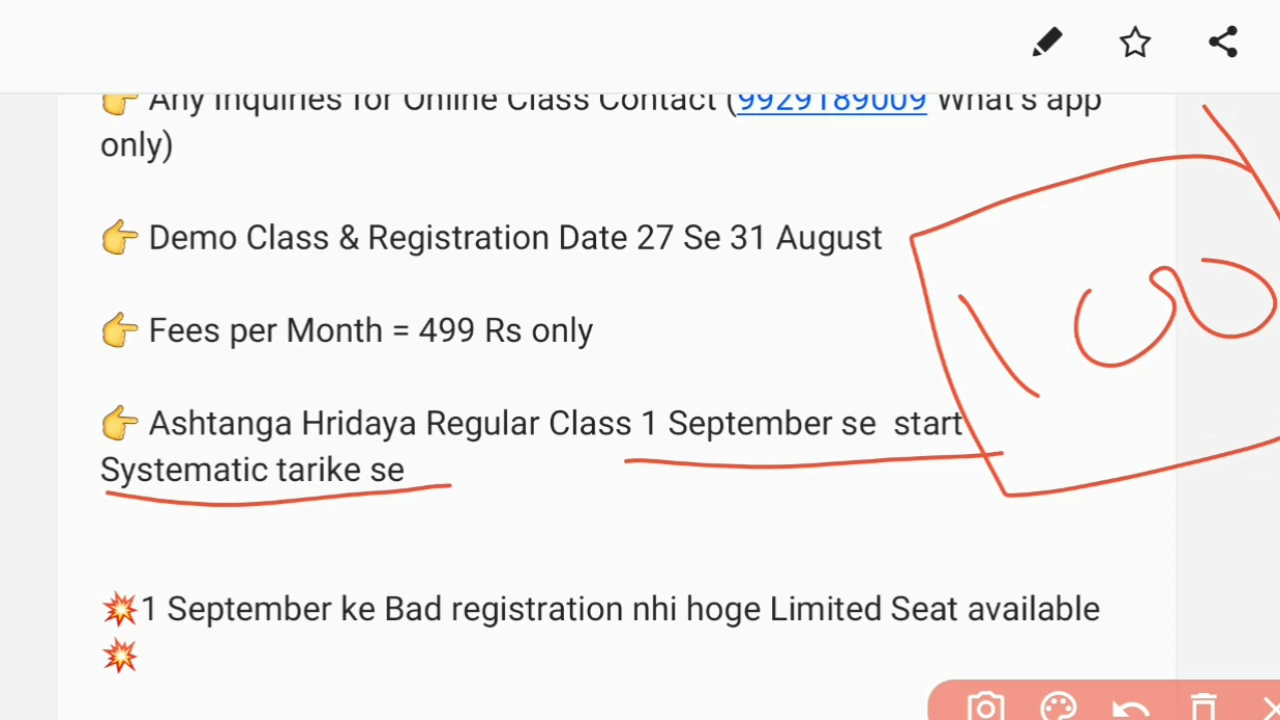 👉 Any Inquiries for Online Class Contact (9929189009 What's app
only)
👉 Demo Class & Registration Date 27 Se 31 August
👉 Fees per Month = 499 Rs only
👉 Ashtanga Hridaya Regular Class 1 September se start
Systematic tarike se
💥1 September ke Bad registration nhi hoge Limited Seat available
💥
100